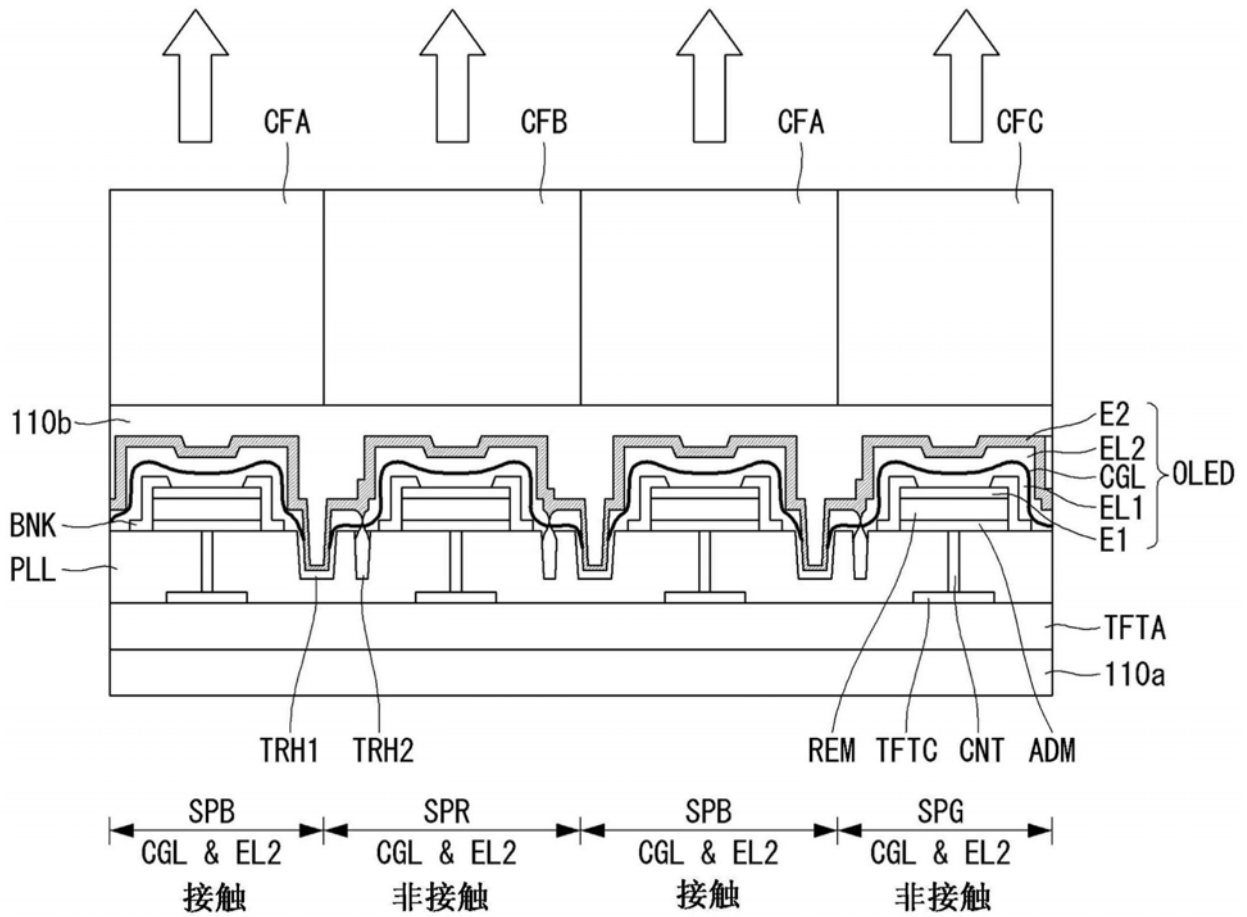 CFA CFB CFA CFC
110b
E2
EL2
CGL
EL1
E1
OLED
BNK
PLL
TFTA
110a
TRH1 TRH2
REM TFTC CNT ADM
SPB SPR SPB SPG
CGL & EL2 CGL & EL2 CGL & EL2 CGL & EL2
接触 非接触 接触 非接触